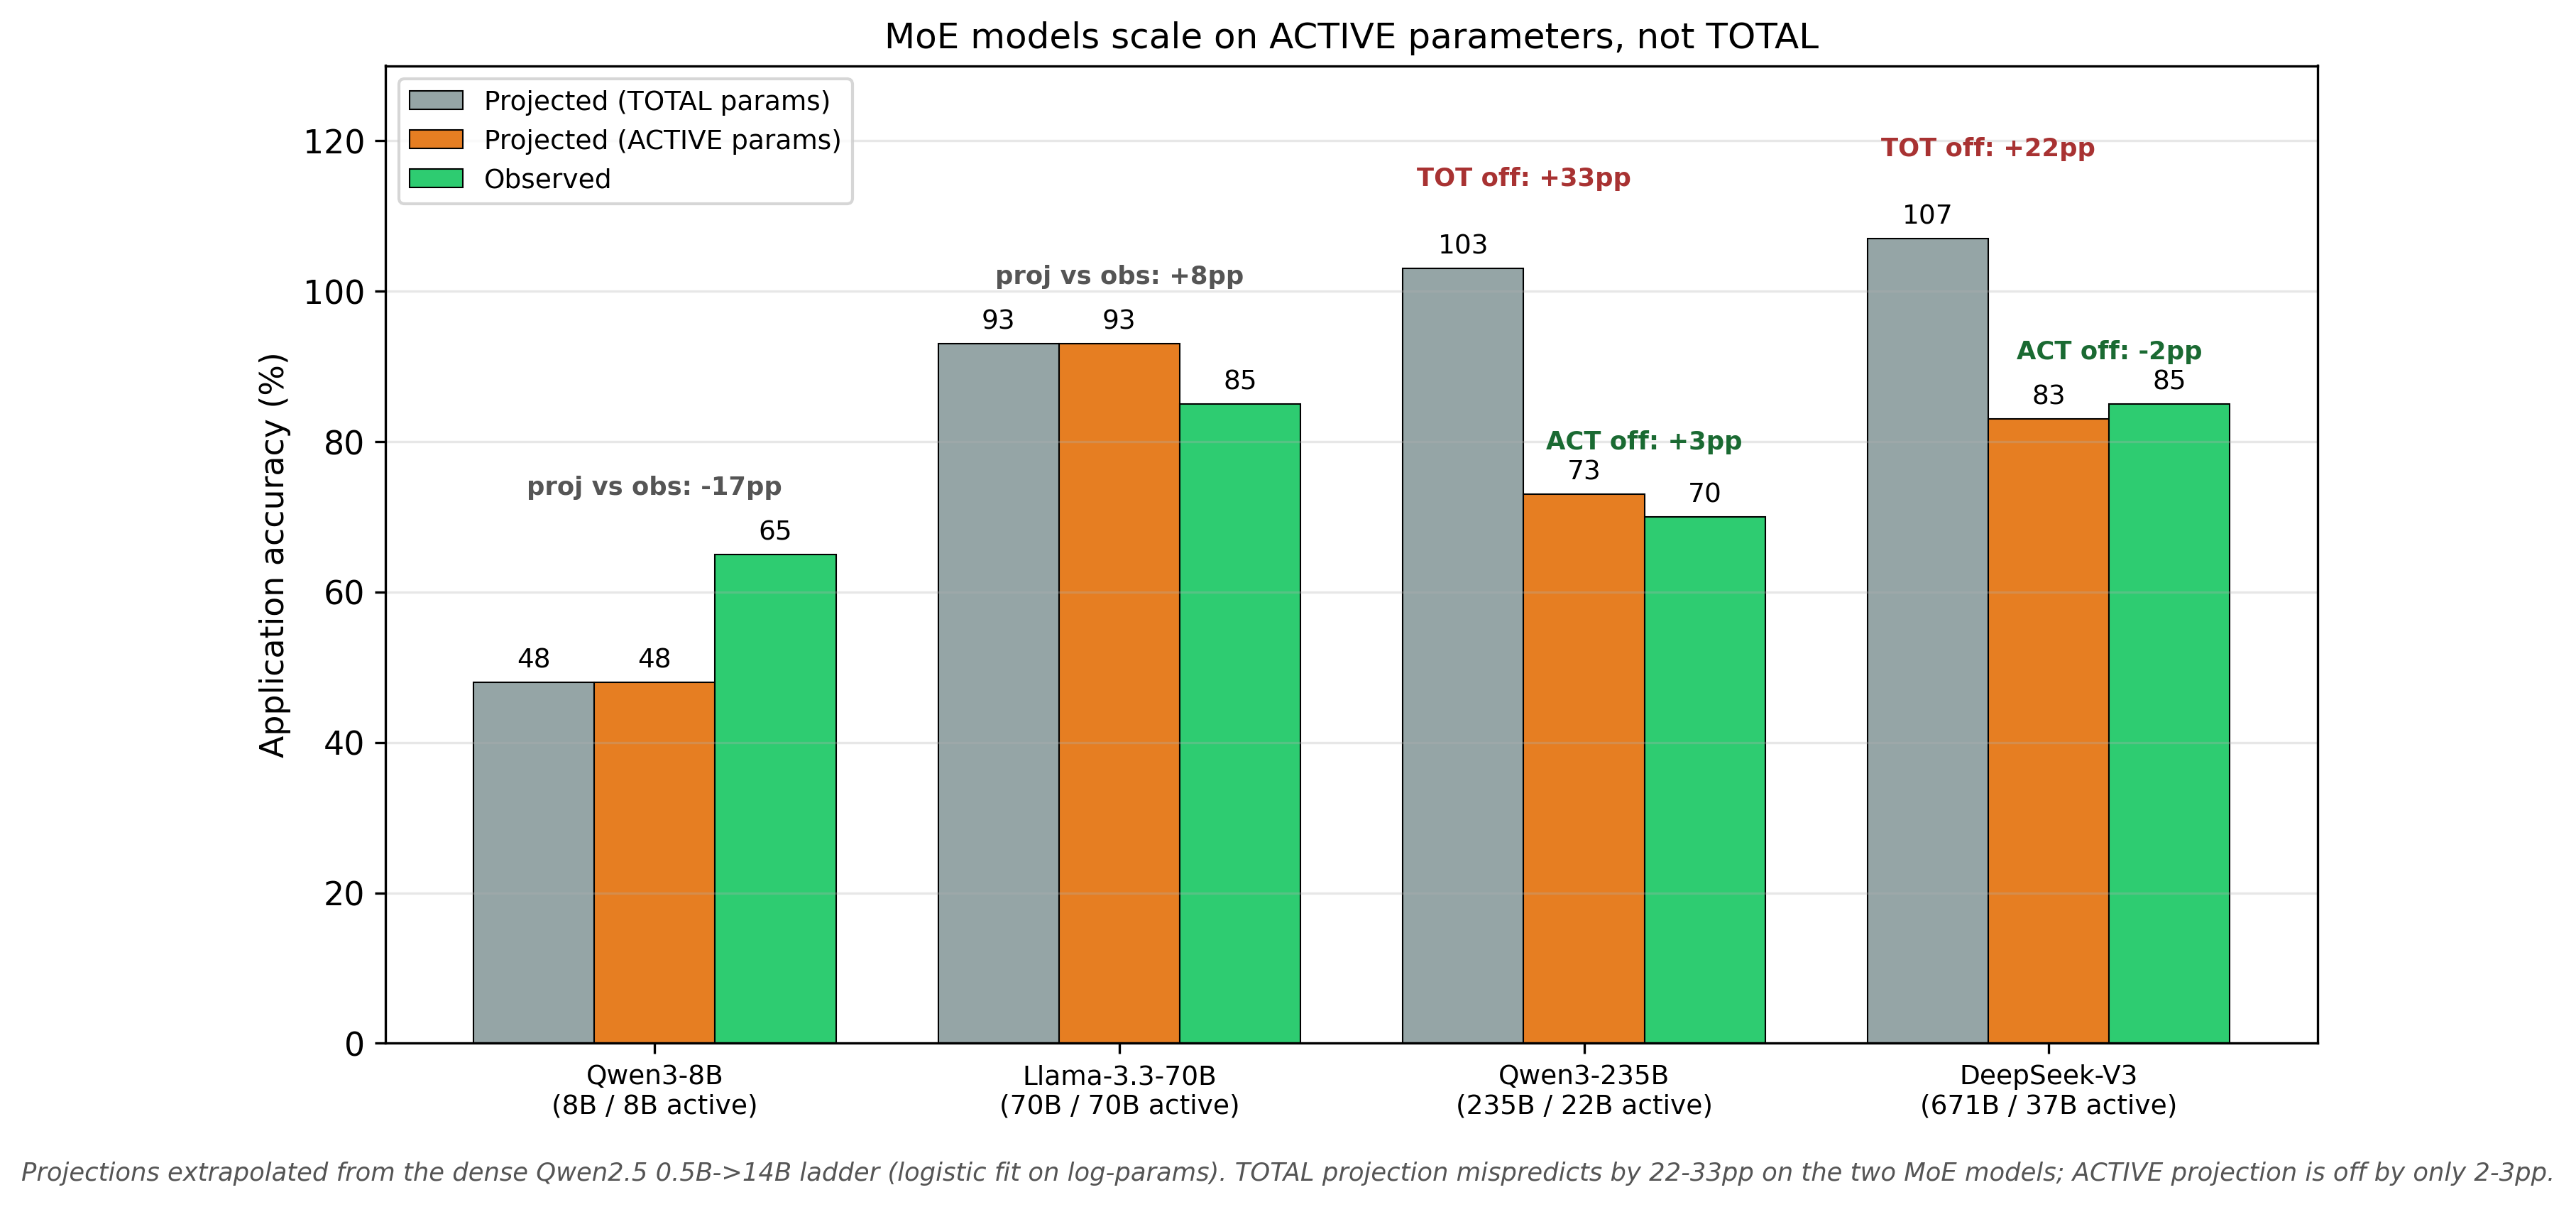 MoE models scale on ACTIVE parameters, not TOTAL
Projected (TOTAL params)
Projected (ACTIVE params)
Observed
Application accuracy (%)
120
100
80
60
40
20
0
proj vs obs: -17pp
48
48
65
proj vs obs: +8pp
93
93
85
TOT off: +33pp
103
ACT off: +3pp
73
70
TOT off: +22pp
107
ACT off: -2pp
83
85
Qwen3-8B
(8B / 8B active)
Llama-3.3-70B
(70B / 70B active)
Qwen3-235B
(235B / 22B active)
DeepSeek-V3
(671B / 37B active)
Projections extrapolated from the dense Qwen2.5 0.5B->14B ladder (logistic fit on log-params). TOTAL projection mispredicts by 22-33pp on the two MoE models; ACTIVE projection is off by only 2-3pp.